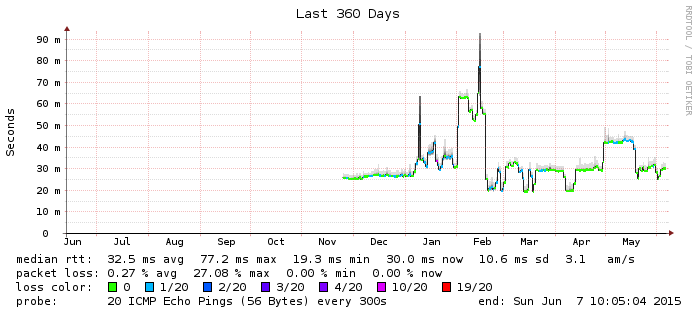 Last 360 Days
RRDTOOL / TOBI OETIKER
Seconds
90 m
80 m
70 m
60 m
50 m
40 m
30 m
20 m
10 m
0
Jun Jul Aug Sep Oct Nov Dec Jan Feb Mar Apr May
median rtt: 32.5 ms avg 77.2 ms max 19.3 ms min 30.0 ms now 10.6 ms sd 3.1 am/s
packet loss: 0.27 % avg 27.08 % max 0.00 % min 0.00 % now
loss color: 0 1/20 2/20 3/20 4/20 10/20 19/20
probe: 20 ICMP Echo Pings (56 Bytes) every 300s end: Sun Jun 7 10:05:04 2015